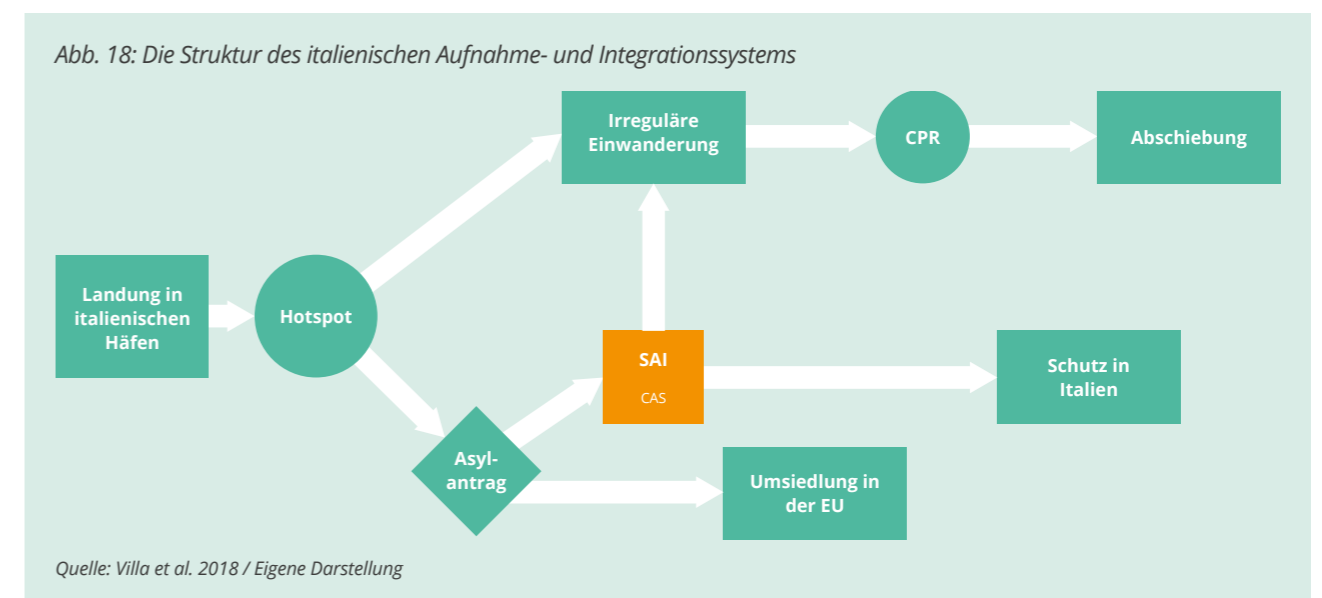 Abb. 18: Die Struktur des italienischen Aufnahme- und Integrationssystems
Irreguläre
Einwanderung
CPR
Abschiebung
Landung in
italienischen
Häfen
Hotspot
SAI
CAS
Schutz in
Italien
Asyl-
antrag
Umsiedlung in
der EU
Quelle: Villa et al. 2018 / Eigene Darstellung